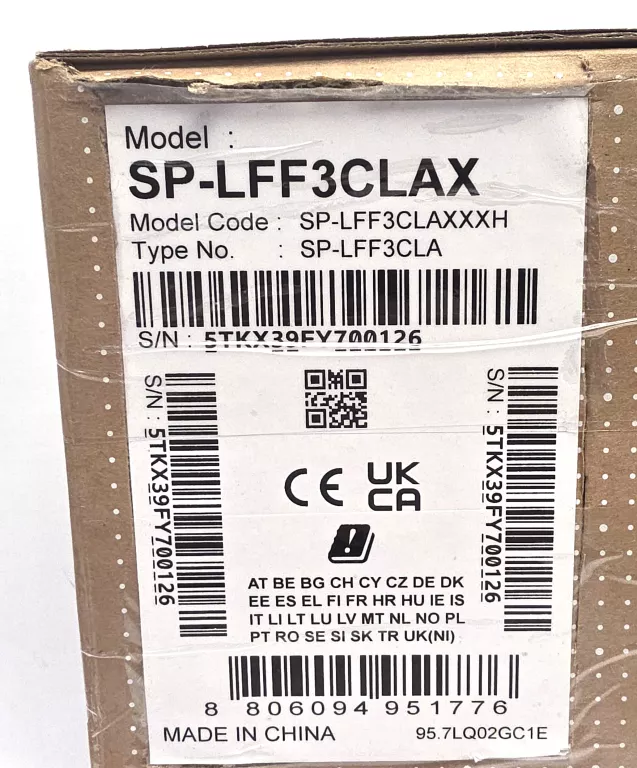 Model :
SP-LFF3CLAX
Model Code : SP-LFF3CLAXXXH
Type No. : SP-LFF3CLA
S/N : 5TKX39FY700126
S/N : 5TKX39FY700126
S/N : 5TKX39FY700126
CE
UK
CA
!
AT BE BG CH CY CZ DE DK
EE ES EL FI FR HR HU IE IS
IT LI LT LU LV MT NL NO PL
PT RO SE SI SK TR UK(NI)
8 806094 951776
MADE IN CHINA 95.7LQ02GC1E